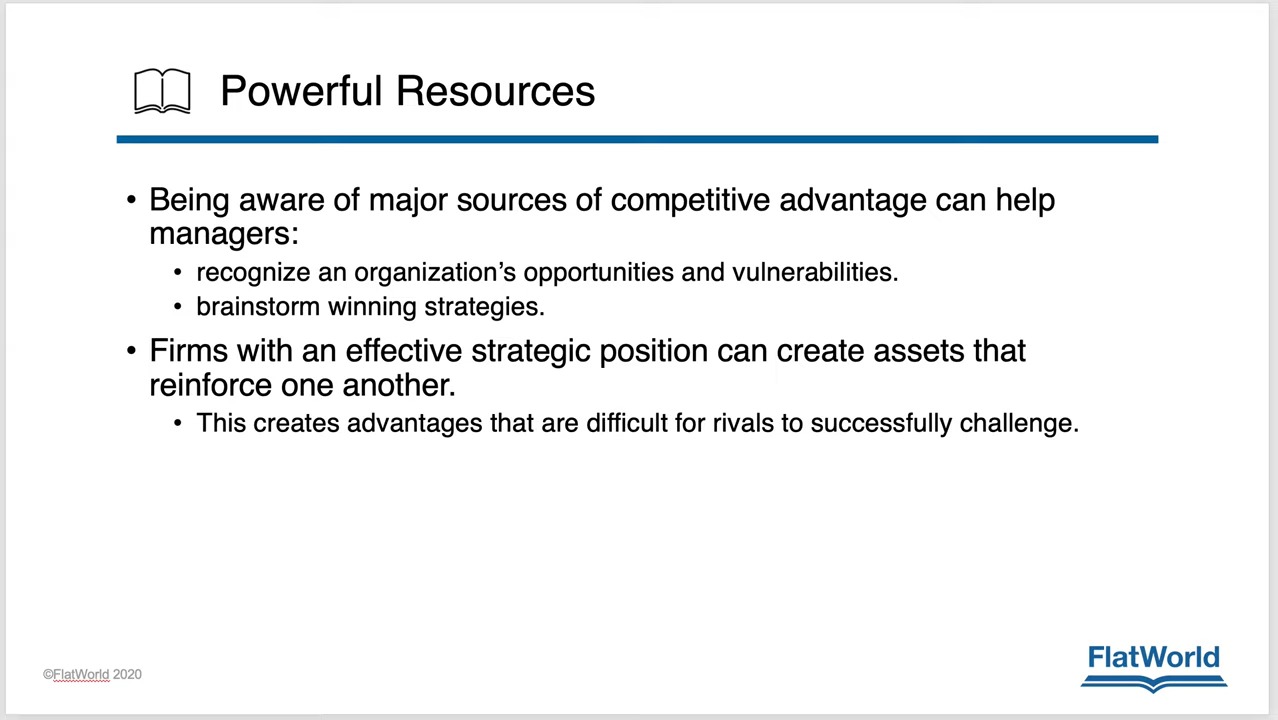 Powerful Resources
• Being aware of major sources of competitive advantage can help
managers:
• recognize an organization’s opportunities and vulnerabilities.
• brainstorm winning strategies.
• Firms with an effective strategic position can create assets that
reinforce one another.
• This creates advantages that are difficult for rivals to successfully challenge.
©FlatWorld 2020
FlatWorld